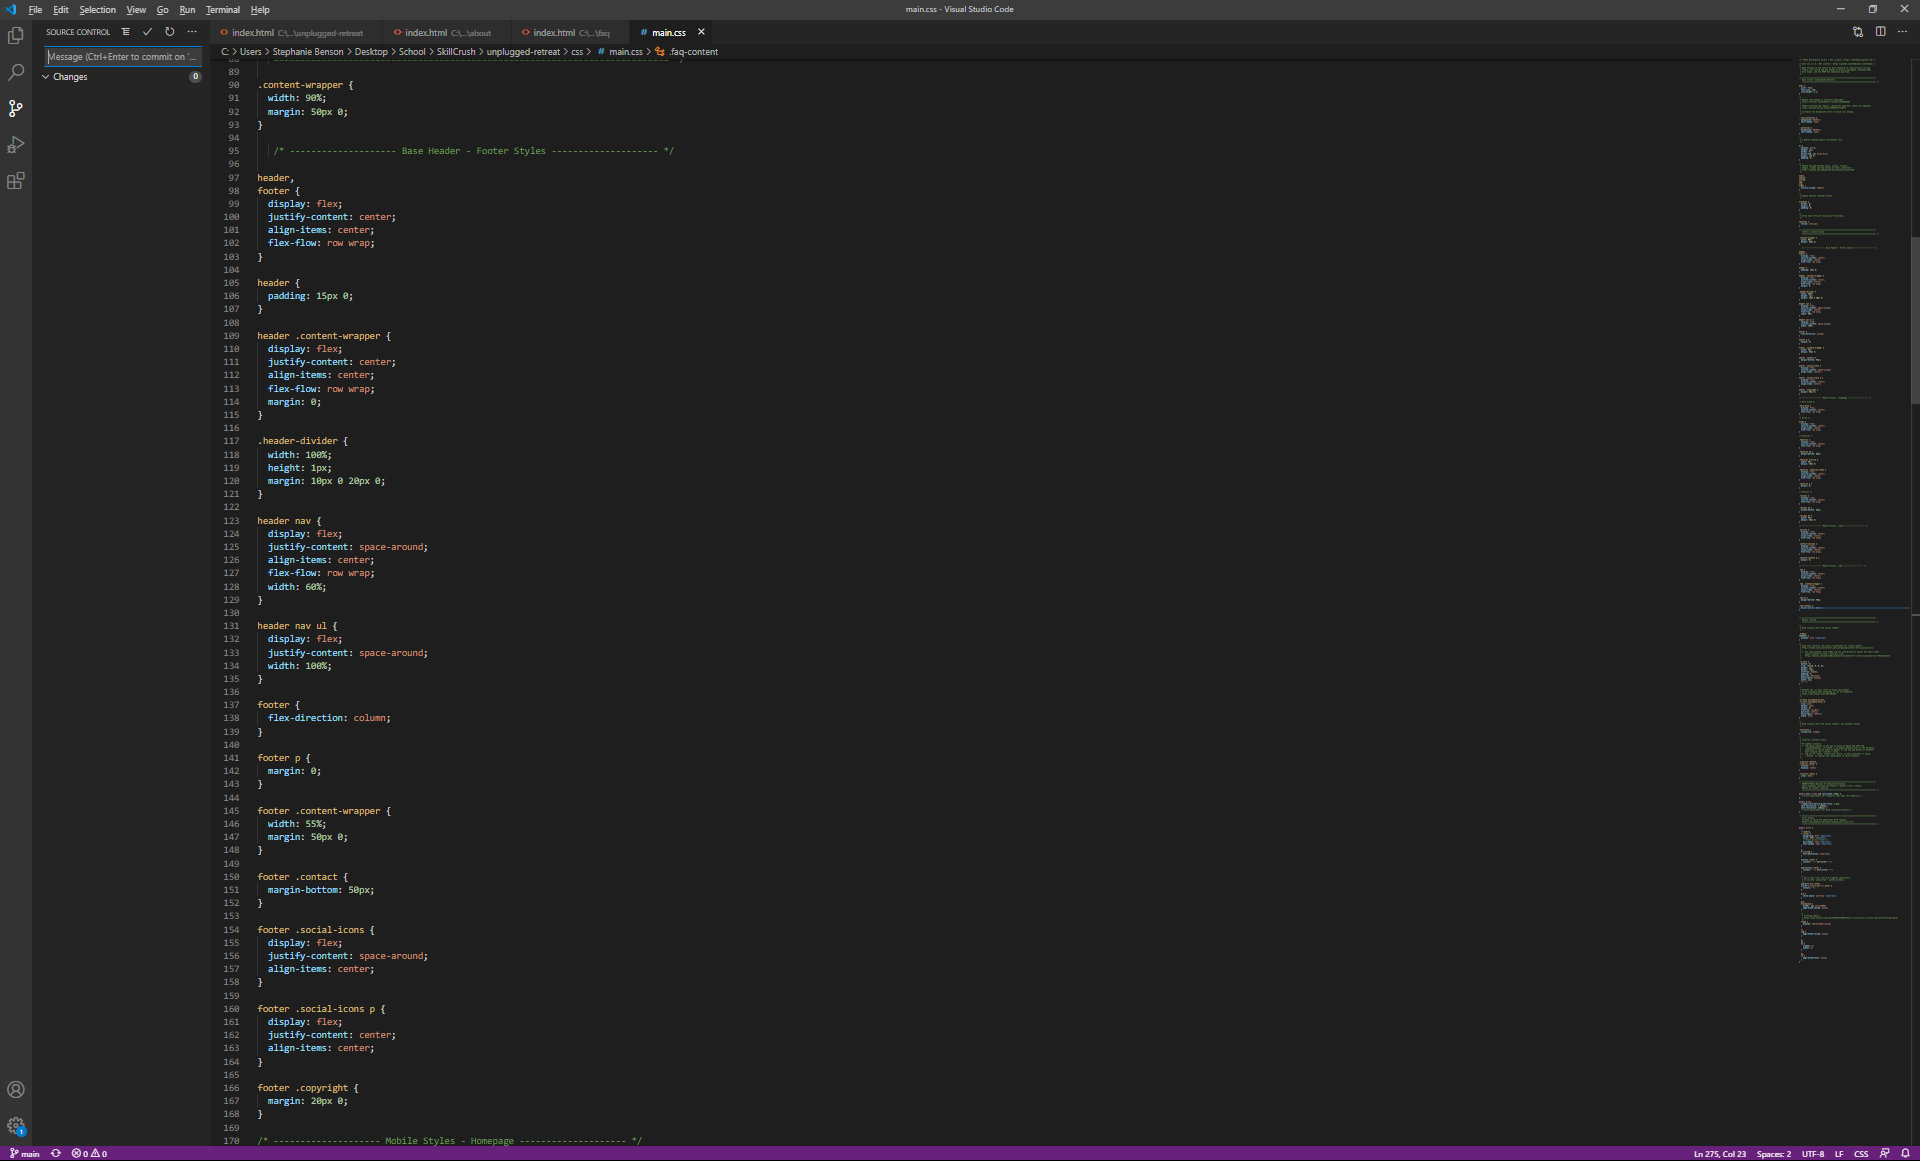 File Edit Selection View Go Run Terminal Help
main.css - Visual Studio Code
SOURCE CONTROL
index.html C:\...\unplugged-retreat
index.html C:\...\about
index.html C:\...\faq
# main.css
C: > Users > Stephanie Benson > Desktop > School > SkillCrush > unplugged-retreat > css > # main.css > .faq-content
Message (Ctrl+Enter to commit on '...
Changes 0
89
90 .content-wrapper {
91 width: 90%;
92 margin: 50px 0;
93 }
94
95 /* -------------------- Base Header - Footer Styles -------------------- */
96
97 header,
98 footer {
99 display: flex;
100 justify-content: center;
101 align-items: center;
102 flex-flow: row wrap;
103 }
104
105 header {
106 padding: 15px 0;
107 }
108
109 header .content-wrapper {
110 display: flex;
111 justify-content: center;
112 align-items: center;
113 flex-flow: row wrap;
114 margin: 0;
115 }
116
117 .header-divider {
118 width: 100%;
119 height: 1px;
120 margin: 10px 0 20px 0;
121 }
122
123 header nav {
124 display: flex;
125 justify-content: space-around;
126 align-items: center;
127 flex-flow: row wrap;
128 width: 60%;
129 }
130
131 header nav ul {
132 display: flex;
133 justify-content: space-around;
134 width: 100%;
135 }
136
137 footer {
138 flex-direction: column;
139 }
140
141 footer p {
142 margin: 0;
143 }
144
145 footer .content-wrapper {
146 width: 55%;
147 margin: 50px 0;
148 }
149
150 footer .contact {
151 margin-bottom: 50px;
152 }
153
154 footer .social-icons {
155 display: flex;
156 justify-content: space-around;
157 align-items: center;
158 }
159
160 footer .social-icons p {
161 display: flex;
162 justify-content: center;
163 align-items: center;
164 }
165
166 footer .copyright {
167 margin: 20px 0;
168 }
169
170 /* -------------------- Mobile Styles - Homepage -------------------- */
1
main 0 0
Ln 275, Col 23 Spaces: 2 UTF-8 LF CSS